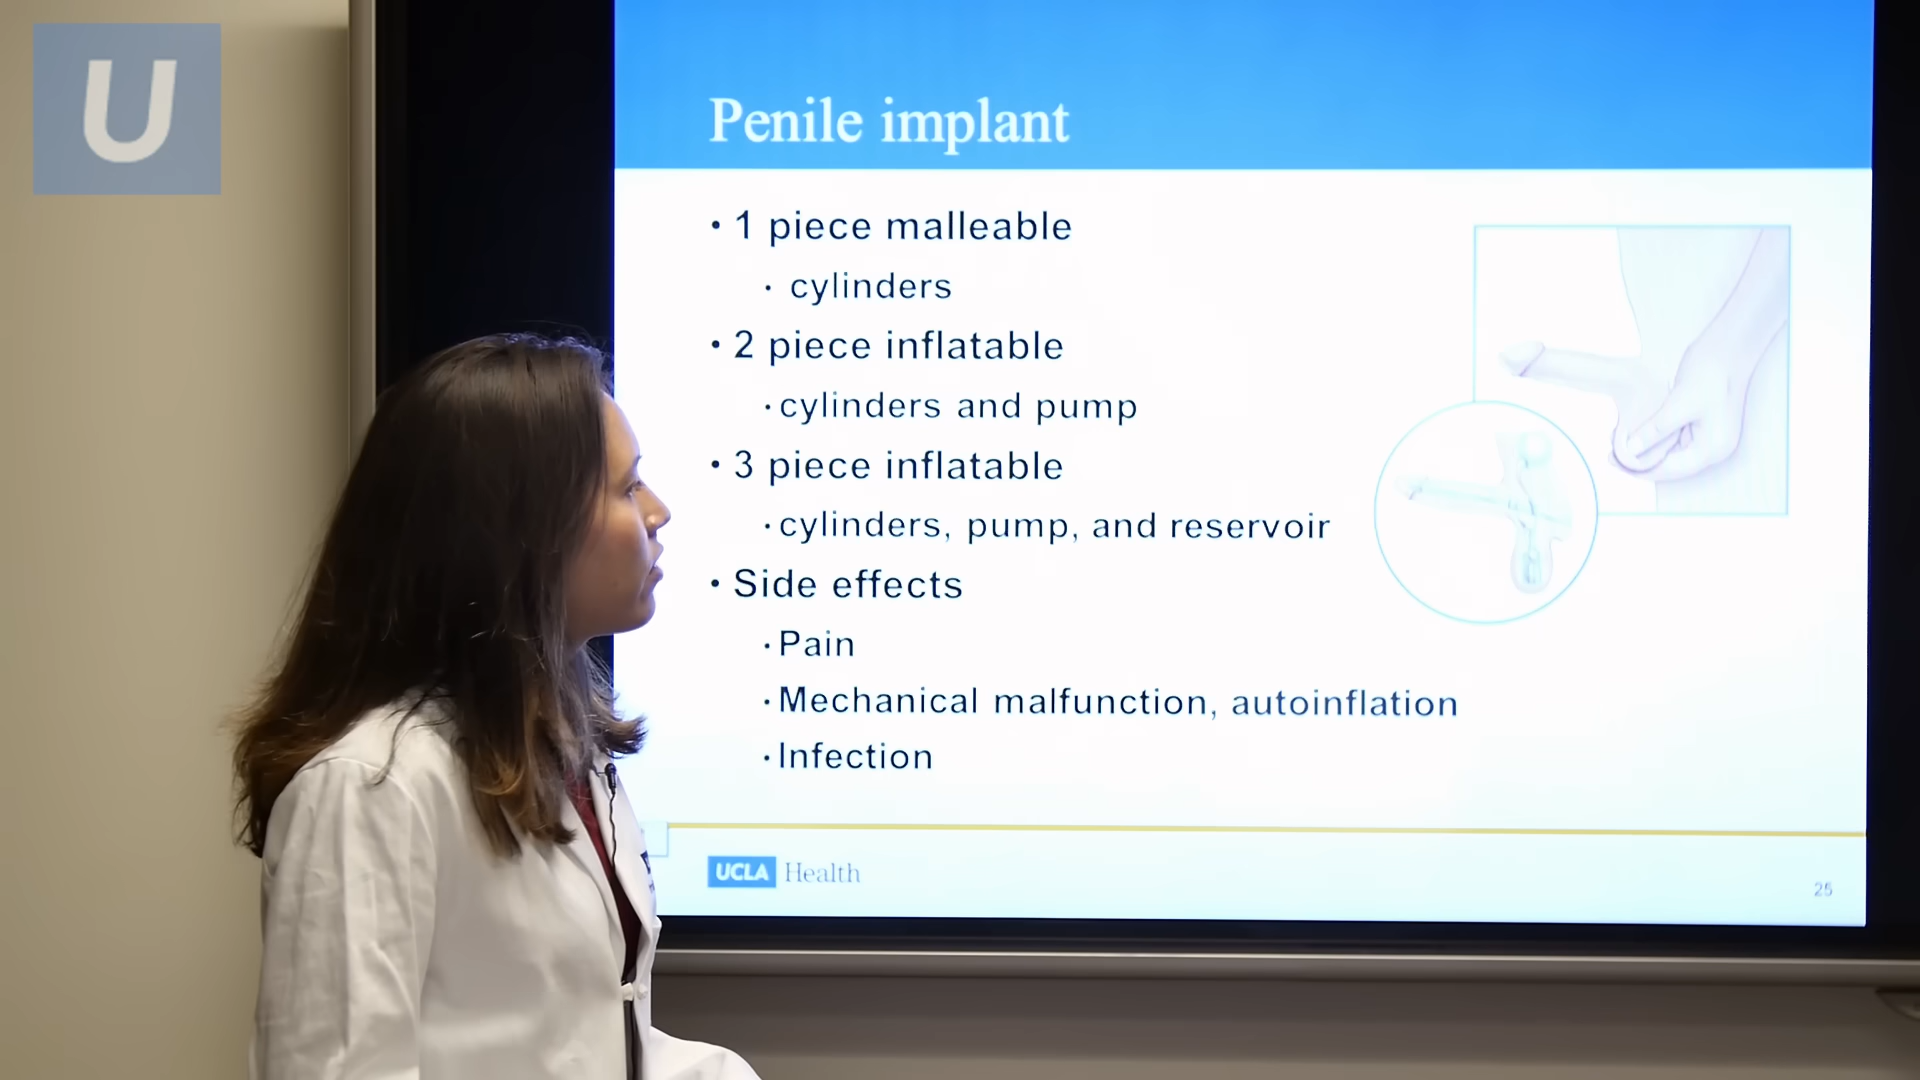 U
Penile implant
• 1 piece malleable
• cylinders
• 2 piece inflatable
• cylinders and pump
• 3 piece inflatable
• cylinders, pump, and reservoir
• Side effects
• Pain
• Mechanical malfunction, autoinflation
• Infection
UCLA Health
25